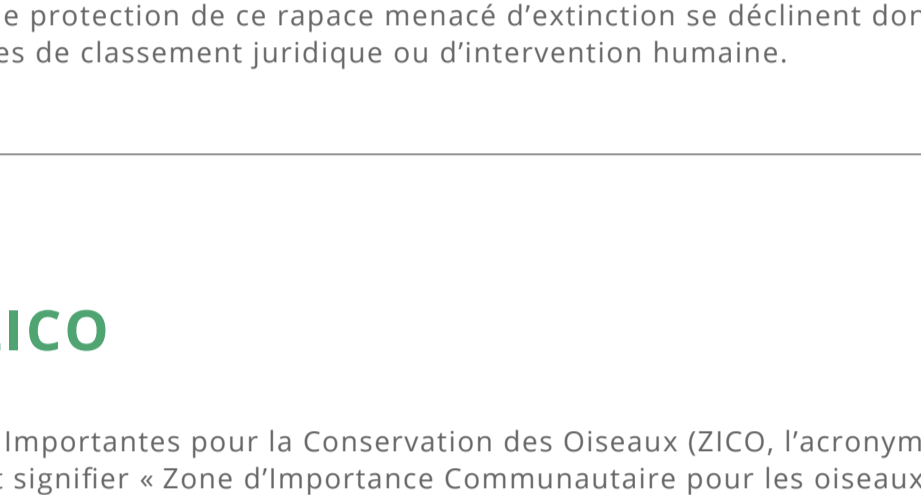 e protection de ce rapace menacé d’extinction se déclinent
es de classement juridique ou d’intervention humaine.
ICO
Importantes pour la Conservation des Oiseaux (ZICO, l’acronym
signifier « Zone d’Importance Communautaire pour les oiseaux